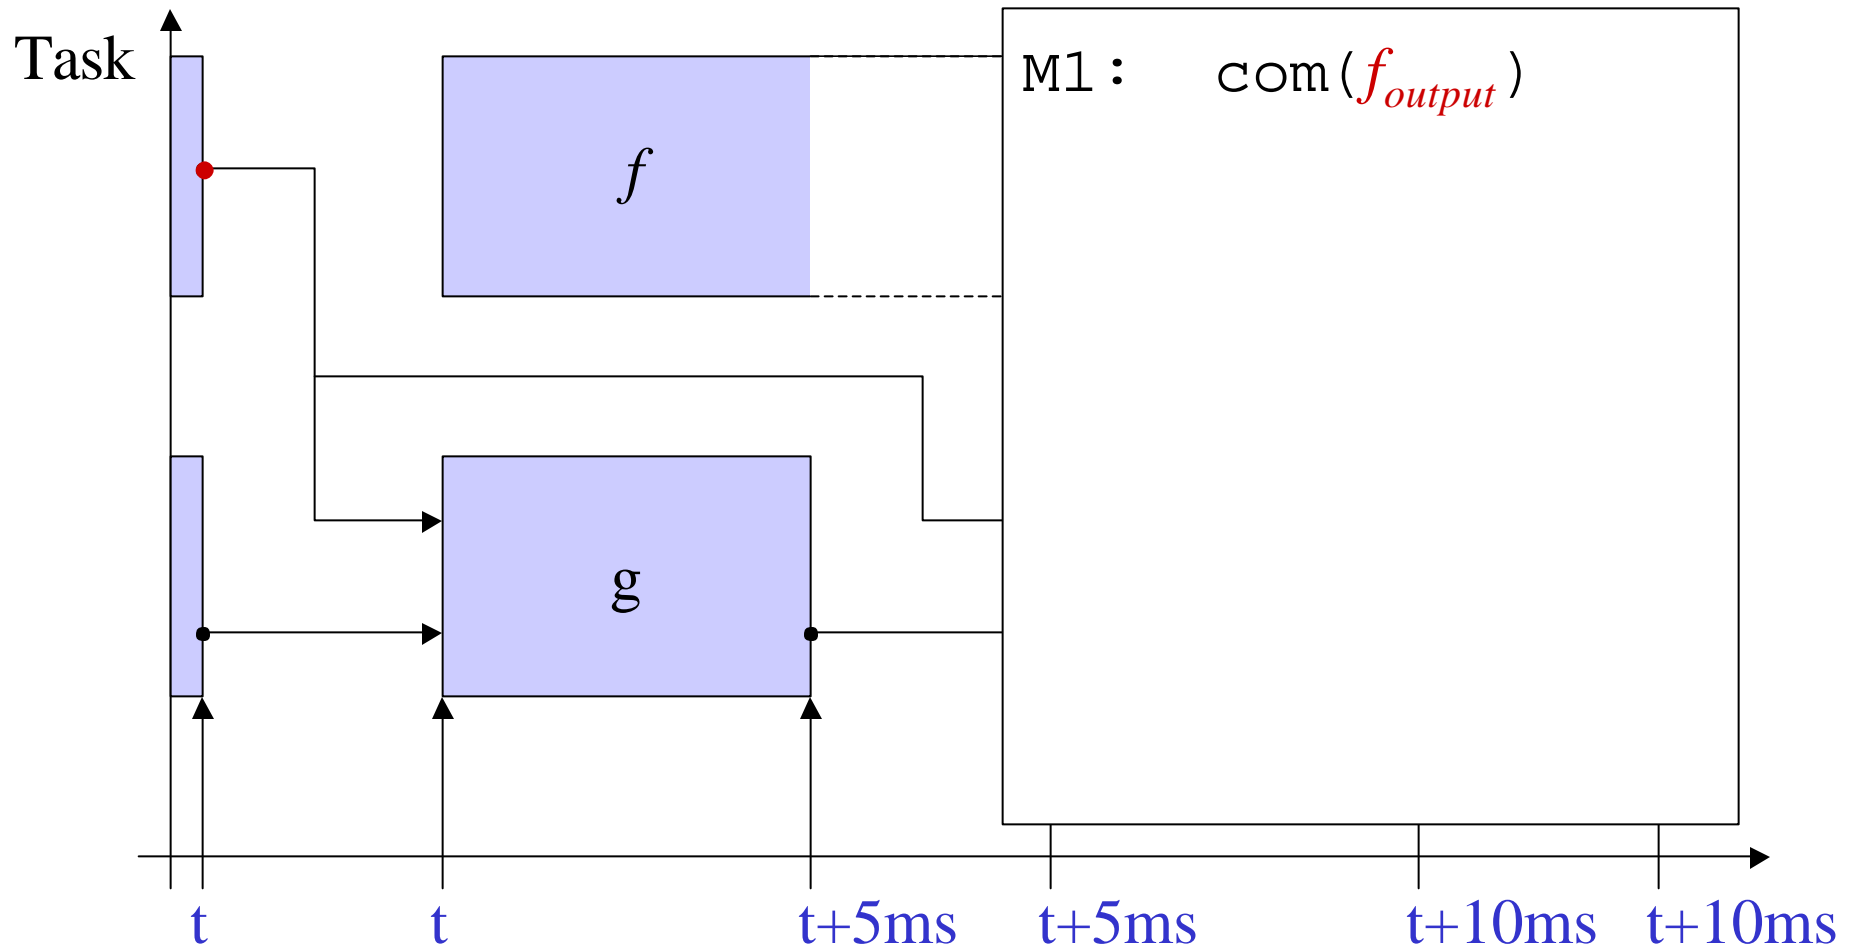 Task
M1: com(foutput)
f
g
t t t+5ms t+5ms t+10ms t+10ms